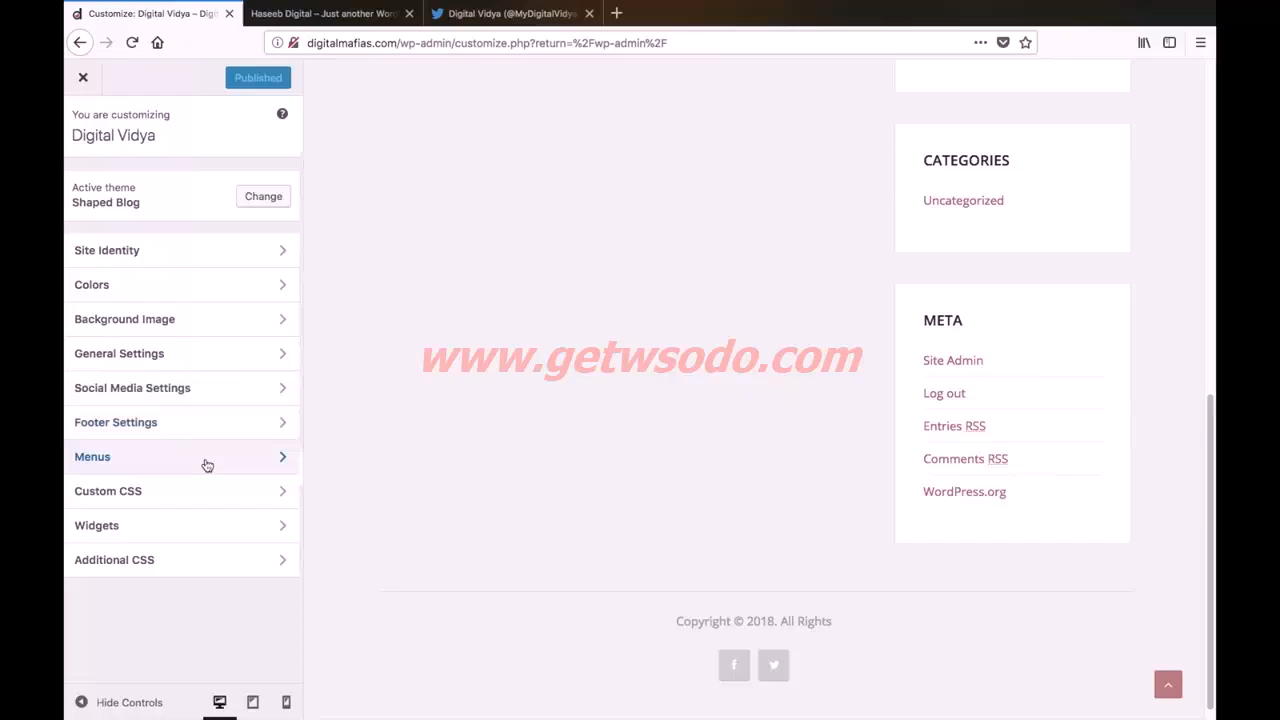 Customize: Digital Vidya – Dig
Haseeb Digital – Just another Wor
Digital Vidya (@MyDigitalVidya
digitalmafias.com/wp-admin/customize.php?return=%2Fwp-admin%2F
Published
You are customizing
Digital Vidya
Active theme
Shaped Blog
Change
Site Identity
Colors
Background Image
General Settings
Social Media Settings
Footer Settings
Menus
Custom CSS
Widgets
Additional CSS
Hide Controls
CATEGORIES
Uncategorized
META
Site Admin
Log out
Entries RSS
Comments RSS
WordPress.org
www.getwsodo.com
Copyright © 2018. All Rights